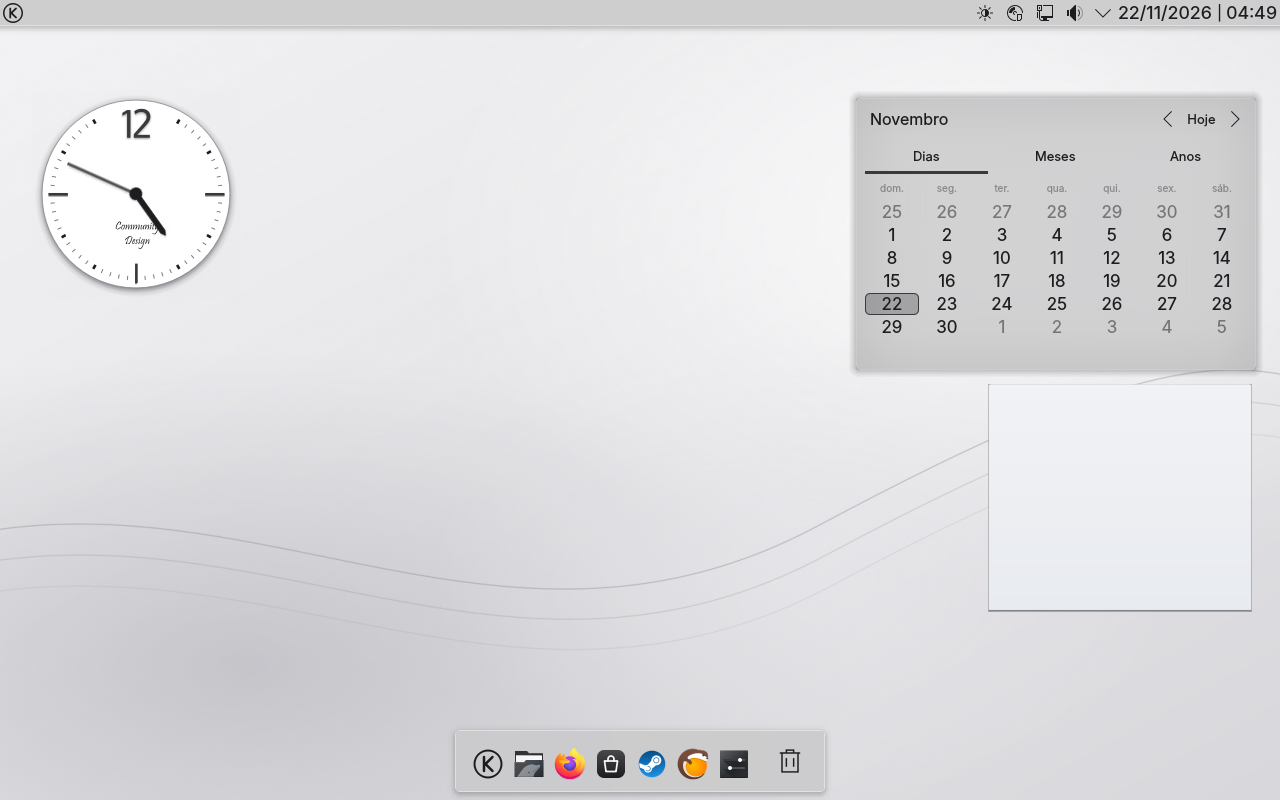 22/11/2026 | 04:49
12
Community
Design
Novembro
Hoje
Dias Meses Anos
dom. seg. ter. qua. qui. sex. sáb.
25 26 27 28 29 30 31
1 2 3 4 5 6 7
8 9 10 11 12 13 14
15 16 17 18 19 20 21
22 23 24 25 26 27 28
29 30 1 2 3 4 5